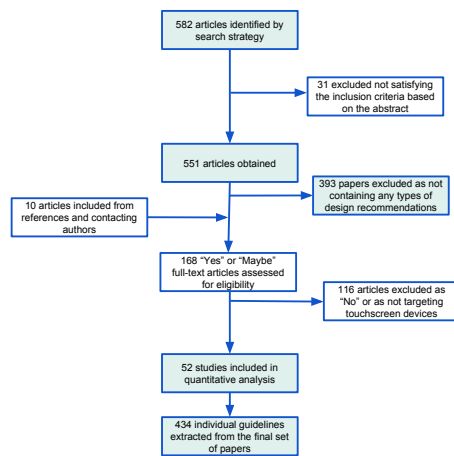 582 articles identified by
search strategy
31 excluded not satisfying
the inclusion criteria based
on the abstract
551 articles obtained
393 papers excluded as not
containing any types of
design recommendations
10 articles included from
references and contacting
authors
168 “Yes” or “Maybe”
full-text articles assessed
for eligibility
116 articles excluded as
“No” or as not targeting
touchscreen devices
52 studies included in
quantitative analysis
434 individual guidelines
extracted from the final set
of papers